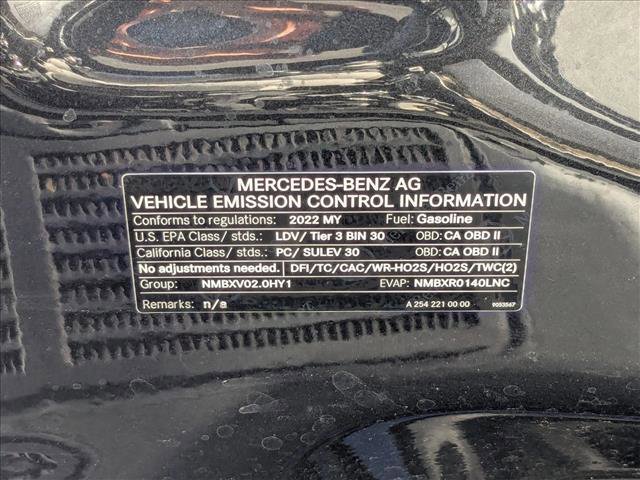 MERCEDES-BENZ AG
VEHICLE EMISSION CONTROL INFORMATION
Conforms to regulations: 2022 MY Fuel: Gasoline
U.S. EPA Class/ stds.: LDV/ Tier 3 BIN 30 OBD: CA OBD II
California Class/ stds.: PC/ SULEV 30 OBD: CA OBD II
No adjustments needed. DFI/TC/CAC/WR-HO2S/HO2S/TWC(2)
Group: NMBXV02.0HY1 EVAP: NMBXR0140LNC
Remarks: n/a A 254 221 00 00 9053567